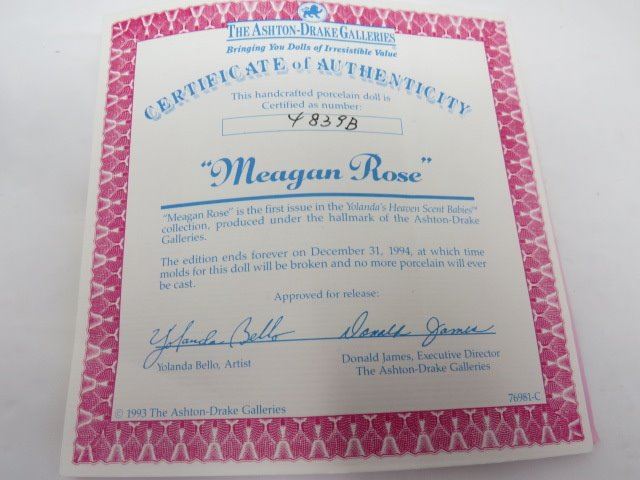 THE ASHTON-DRAKE GALLERIES
Bringing You Dolls of Irresistible Value
CERTIFICATE of AUTHENTICITY
This handcrafted porcelain doll is
Certified as number:
4839B
"Meagan Rose"
"Meagan Rose" is the first issue in the Yolanda's Heaven Scent Babies™
collection, produced under the hallmark of the Ashton-Drake
Galleries.
The edition ends forever on December 31, 1994, at which time
molds for this doll will be broken and no more porcelain will ever
be cast.
Approved for release:
Yolanda Bello Donald James
Yolanda Bello, Artist Donald James, Executive Director
The Ashton-Drake Galleries
© 1993 The Ashton-Drake Galleries 76981-C